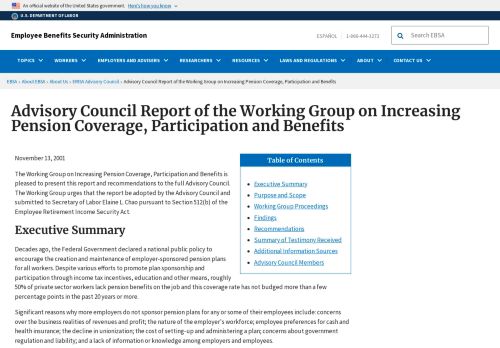 An official website of the United States government. Here's how you know
U.S. DEPARTMENT OF LABOR
Employee Benefits Security Administration
ESPAÑOL | 1-866-444-3272
Search EBSA
TOPICS WORKERS EMPLOYERS AND ADVISERS RESEARCHERS RESOURCES LAWS AND REGULATIONS ABOUT CONTACT US
EBSA › About EBSA › About Us › ERISA Advisory Council › Advisory Council Report of the Working Group on Increasing Pension Coverage, Participation and Benefits
Advisory Council Report of the Working Group on Increasing
Pension Coverage, Participation and Benefits
November 13, 2001
The Working Group on Increasing Pension Coverage, Participation and Benefits is
pleased to present this report and recommendations to the full Advisory Council.
The Working Group urges that the report be adopted by the Advisory Council and
submitted to Secretary of Labor Elaine L. Chao pursuant to Section 512(b) of the
Employee Retirement Income Security Act.
Table of Contents
Executive Summary
Purpose and Scope
Working Group Proceedings
Findings
Recommendations
Summary of Testimony Received
Additional Information Sources
Advisory Council Members
Executive Summary
Decades ago, the Federal Government declared a national public policy to
encourage the creation and maintenance of employer-sponsored pension plans
for all workers. Despite various efforts to promote plan sponsorship and
participation through income tax incentives, education and other means, roughly
50% of private sector workers lack pension benefits on the job and this coverage rate has not budged more than a few
percentage points in the past 20 years or more.
Significant reasons why more employers do not sponsor pension plans for any or some of their employees include: concerns
over the business realities of revenues and profit; the nature of the employer's workforce; employee preferences for cash and
health insurance; the decline in unionization; the cost of setting-up and administering a plan; concerns about government
regulation and liability; and a lack of information or knowledge among employers and employees.